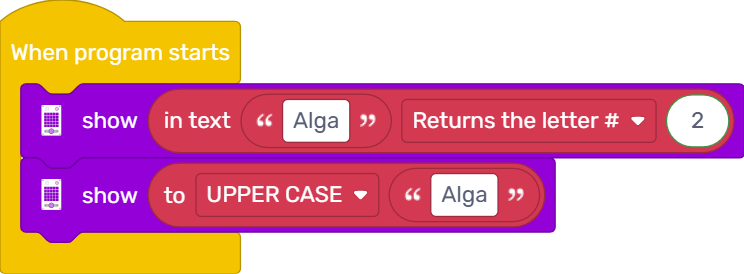 When program starts
show in text “ Alga ” Returns the letter # 2
show to UPPER CASE “ Alga ”